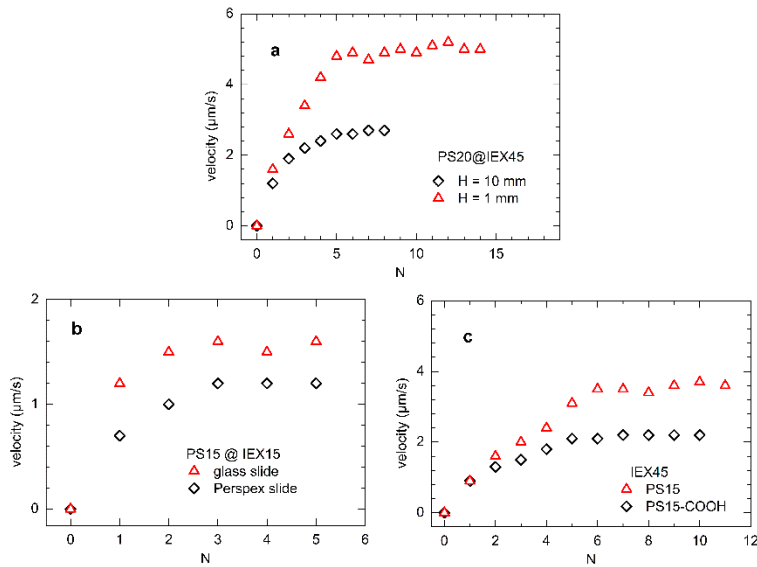 6
4
2
0
velocity (µm/s)
a
PS20@IEX45
H = 10 mm
H = 1 mm
0 5 10 15
N
2
1
0
velocity (µm/s)
b
PS15 @ IEX15
glass slide
Perspex slide
0 1 2 3 4 5 6
N
6
4
2
0
velocity (µm/s)
c
IEX45
PS15
PS15-COOH
0 2 4 6 8 10 12
N